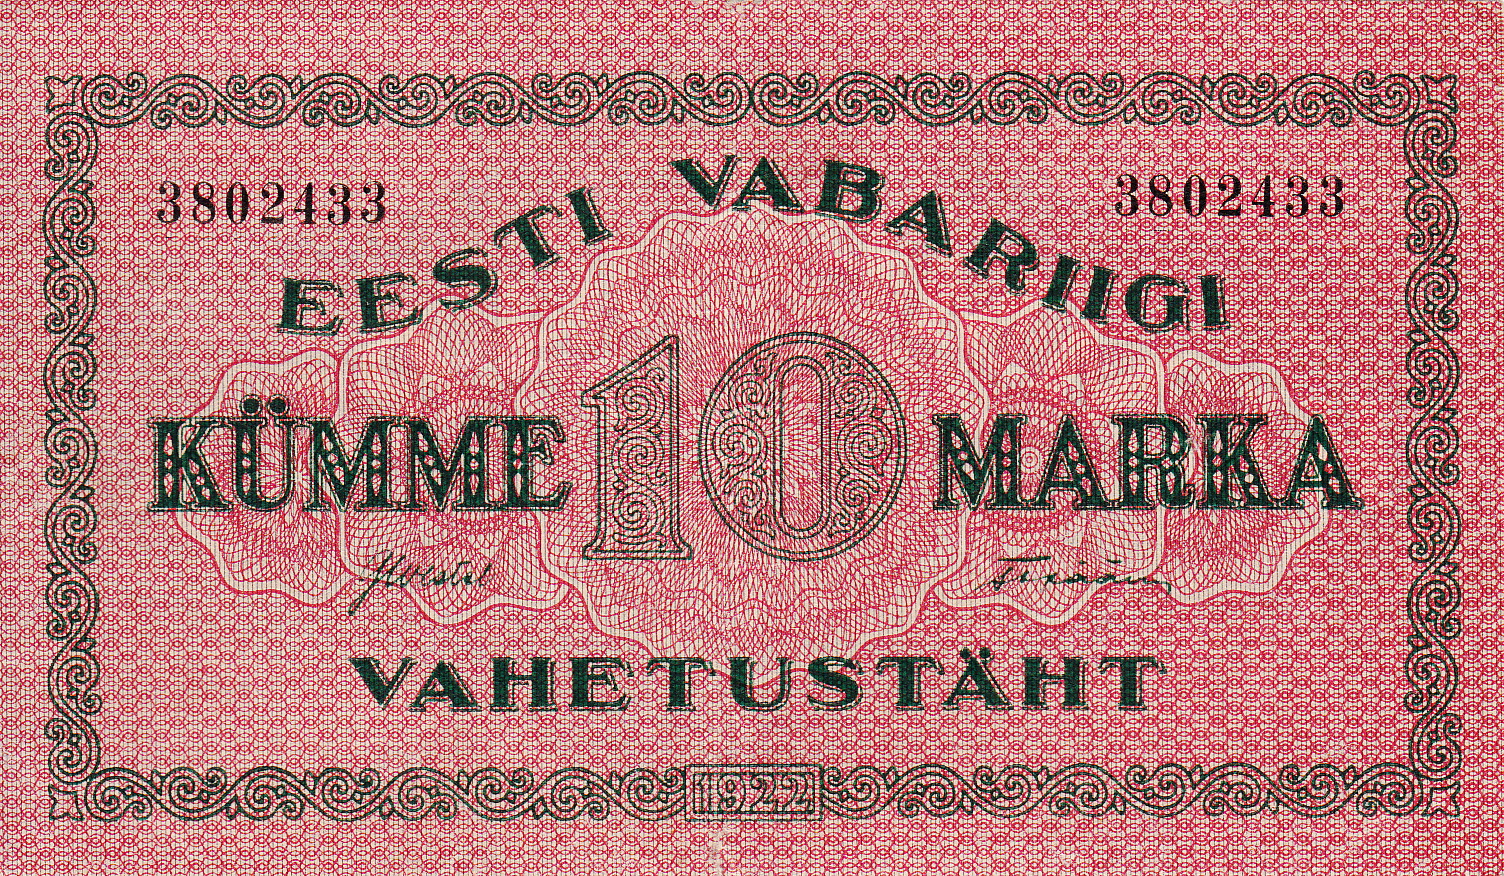 3802433 3802433
EESTI VABARIIGI
KÜMME 10 MARKA
VAHETUSTÄHT
1922